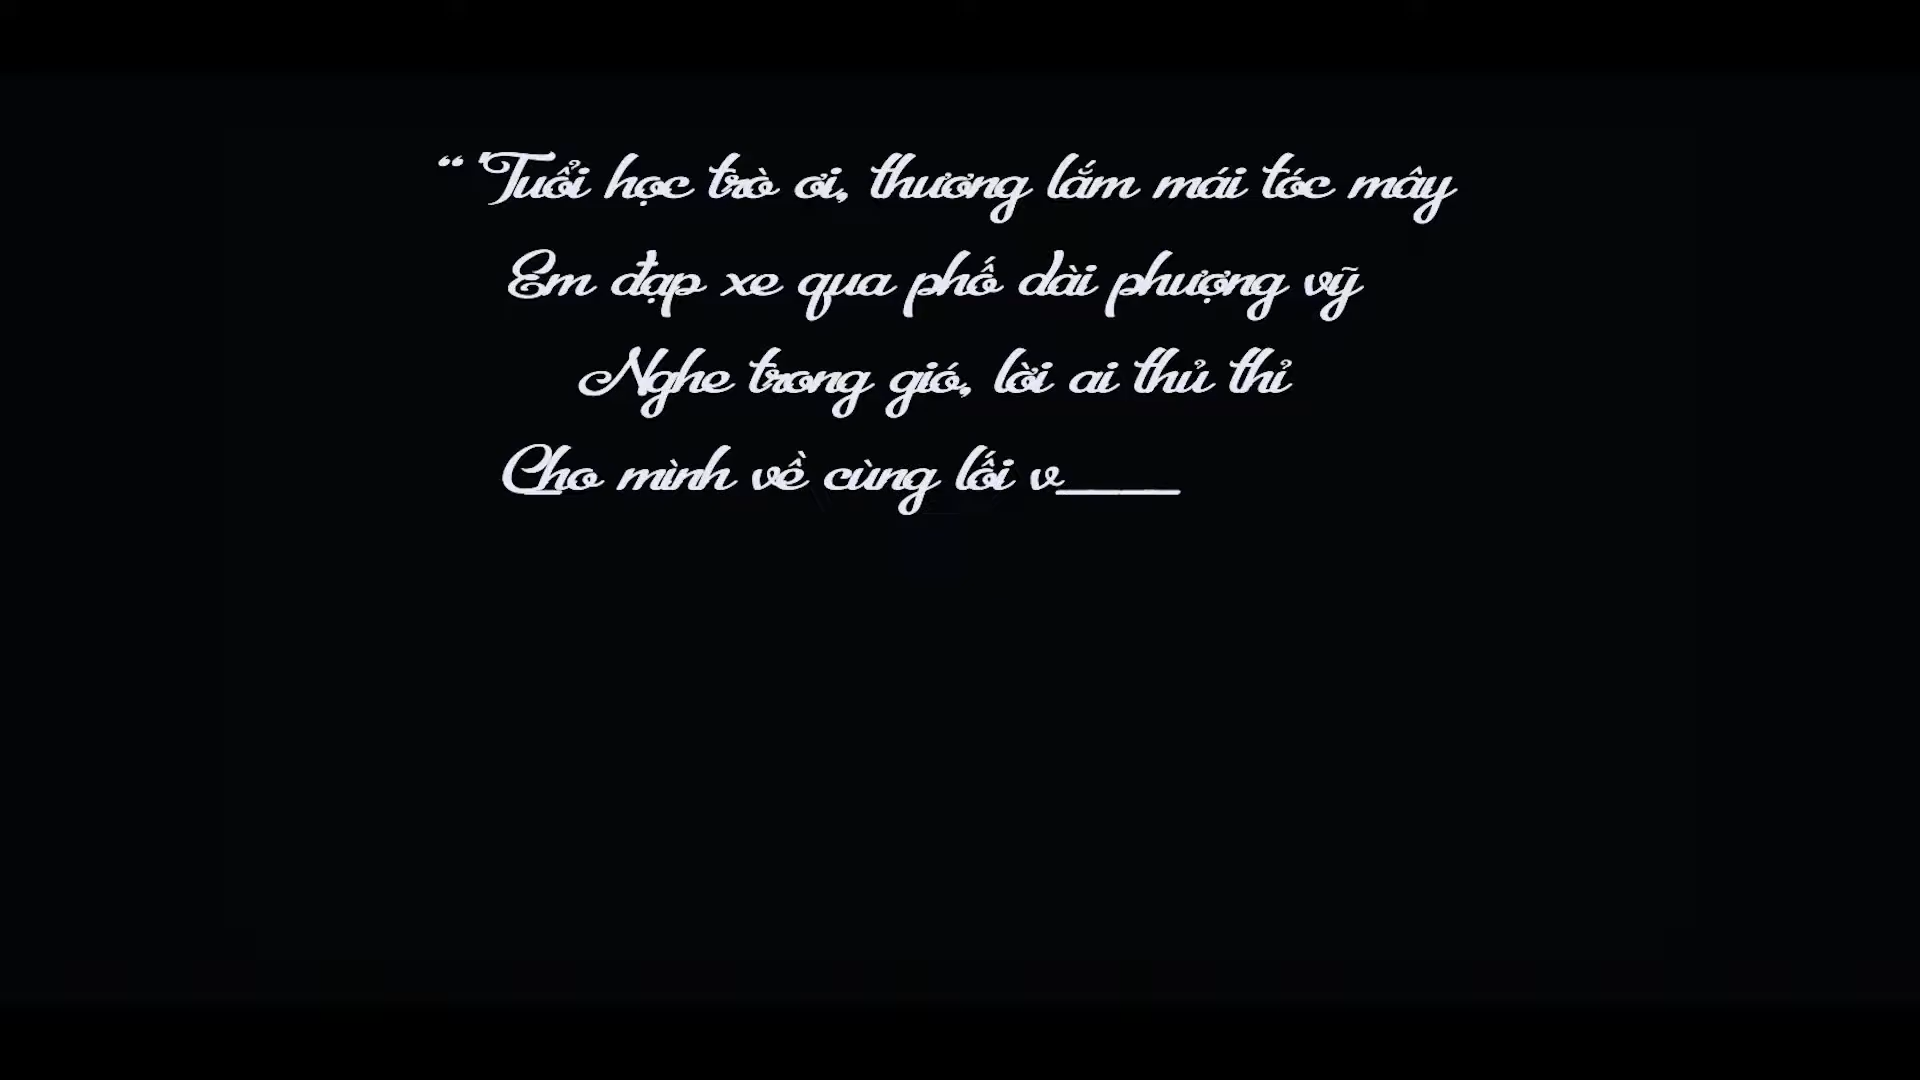 “Tuổi học trò ơi, thương lắm mái tóc mây
Em đạp xe qua phố dài phượng vỹ
Nghe trong gió, lời ai thủ thỉ
Cho mình về cùng lối v____